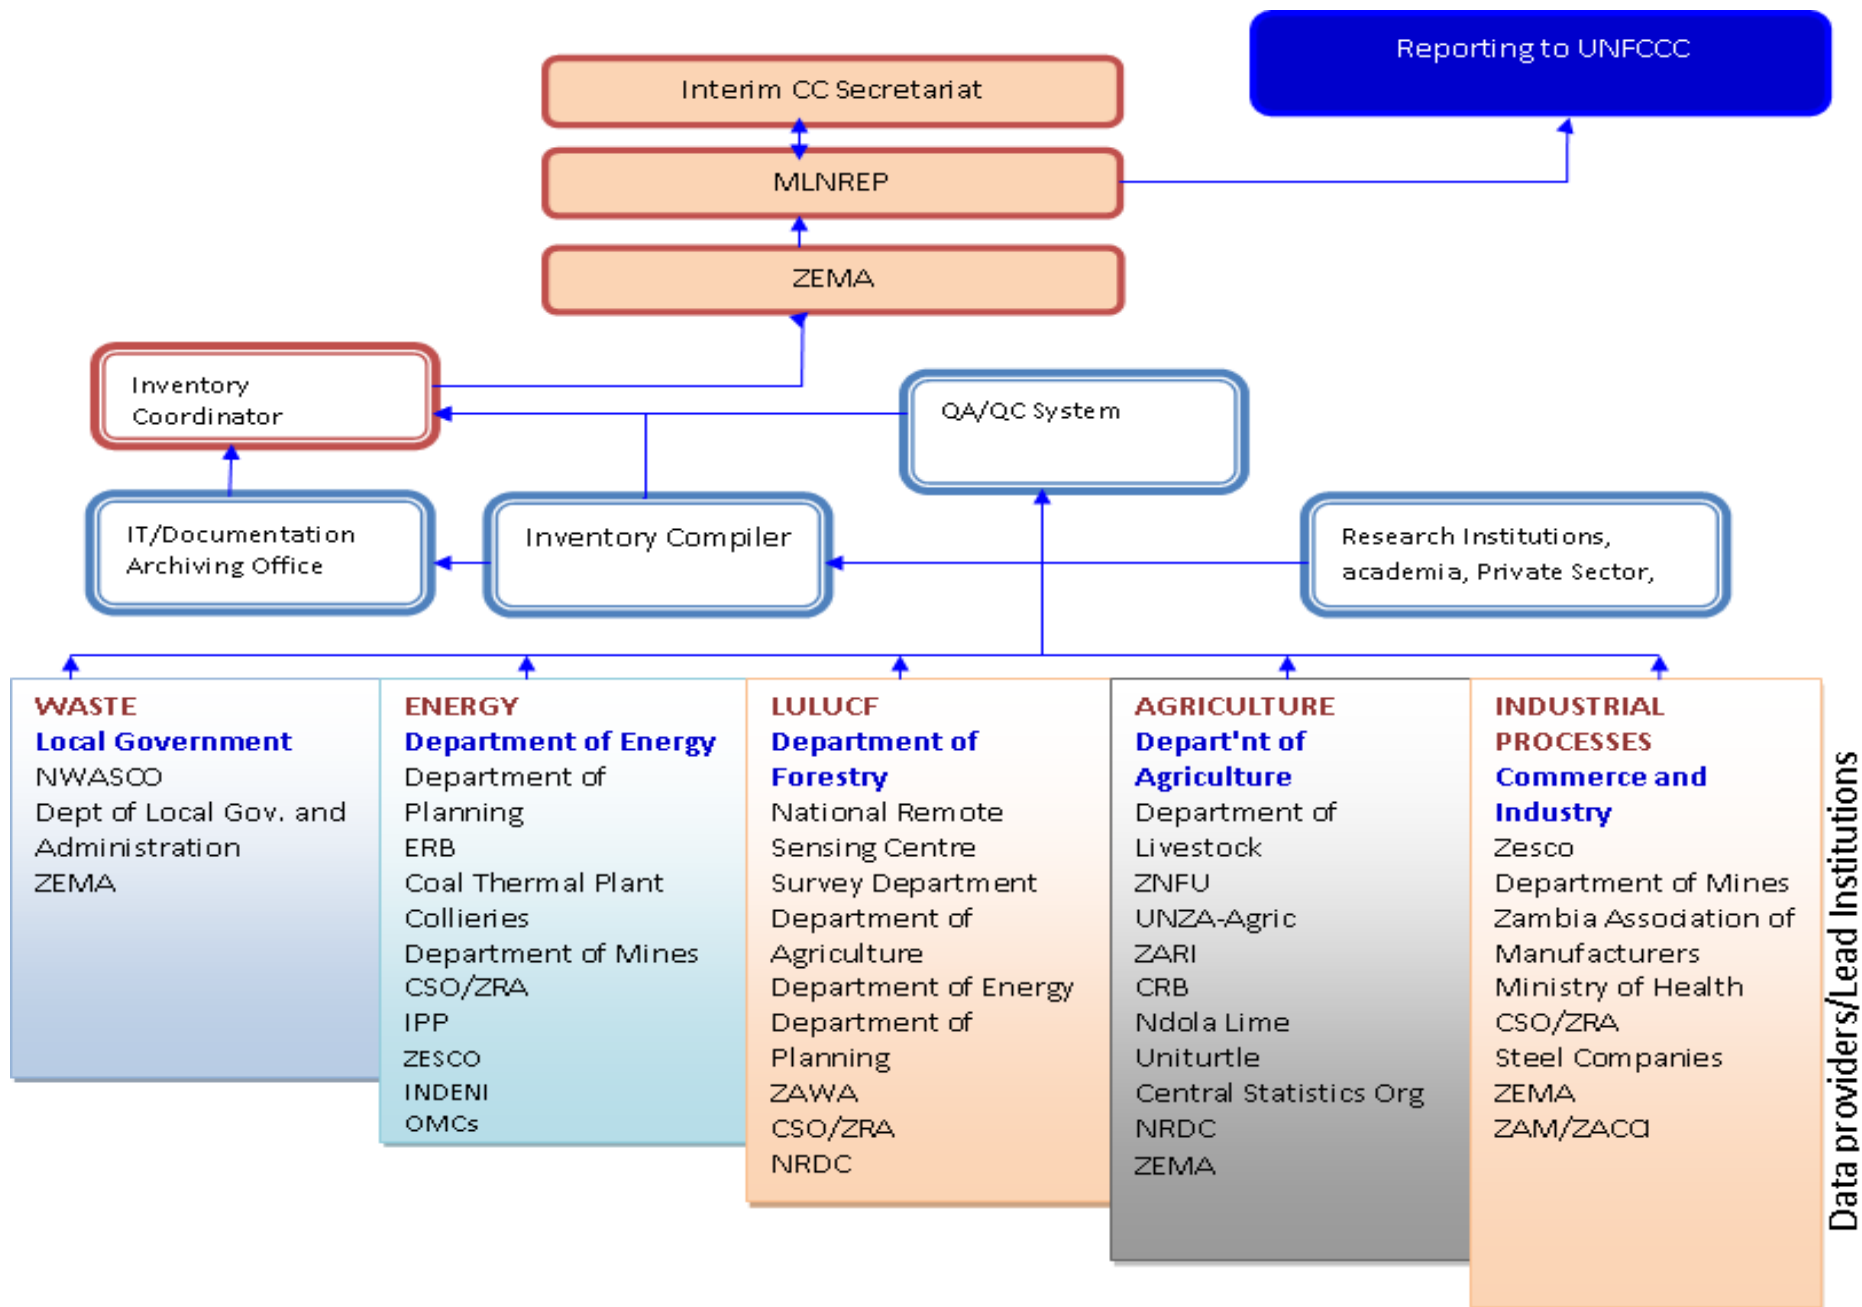 Reporting to UNFCCC
Interim CC Secretariat
MLNREP
ZEMA
Inventory
Coordinator
QA/QC System
IT/Documentation
Archiving Office
Inventory Compiler
Research Institutions,
academia, Private Sector,
WASTE
Local Government
NWASCO
Dept of Local Gov. and
Administration
ZEMA
ENERGY
Department of Energy
Department of
Planning
ERB
Coal Thermal Plant
Collieries
Department of Mines
CSO/ZRA
IPP
ZESCO
INDENI
OMCs
LULUCF
Department of
Forestry
National Remote
Sensing Centre
Survey Department
Department of
Agriculture
Department of Energy
Department of
Planning
ZAWA
CSO/ZRA
NRDC
AGRICULTURE
Depart'nt of
Agriculture
Department of
Livestock
ZNFU
UNZA-Agric
ZARI
CRB
Ndola Lime
Uniturtle
Central Statistics Org
NRDC
ZEMA
INDUSTRIAL
PROCESSES
Commerce and
Industry
Zesco
Department of Mines
Zambia Association of
Manufacturers
Ministry of Health
CSO/ZRA
Steel Companies
ZEMA
ZAM/ZACCI
Data providers/Lead Institutions